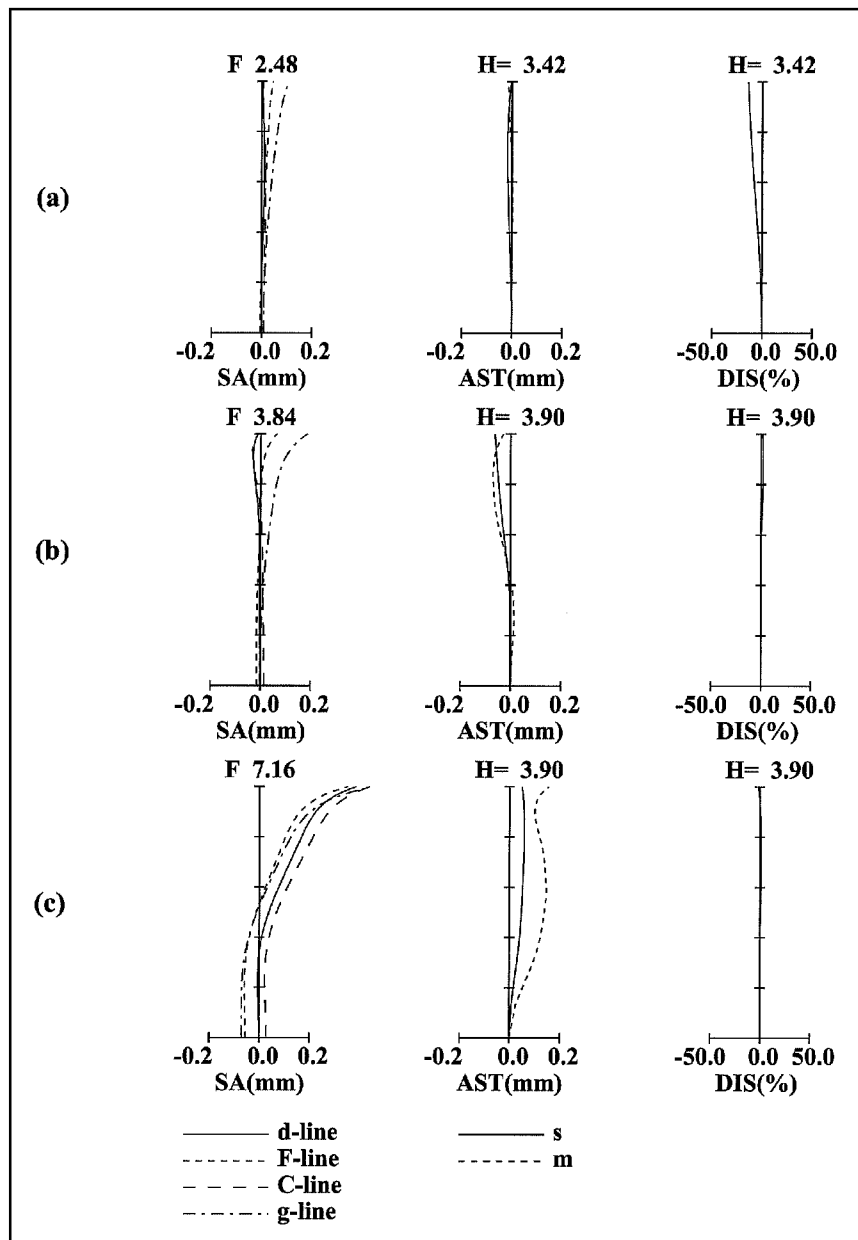 F 2.48 H= 3.42 H= 3.42
(a)
-0.2 0.0 0.2 -0.2 0.0 0.2 -50.0 0.0 50.0
SA(mm) AST(mm) DIS(%)
F 3.84 H= 3.90 H= 3.90
(b)
-0.2 0.0 0.2 -0.2 0.0 0.2 -50.0 0.0 50.0
SA(mm) AST(mm) DIS(%)
F 7.16 H= 3.90 H= 3.90
(c)
-0.2 0.0 0.2 -0.2 0.0 0.2 -50.0 0.0 50.0
SA(mm) AST(mm) DIS(%)
d-line s
F-line m
C-line
g-line